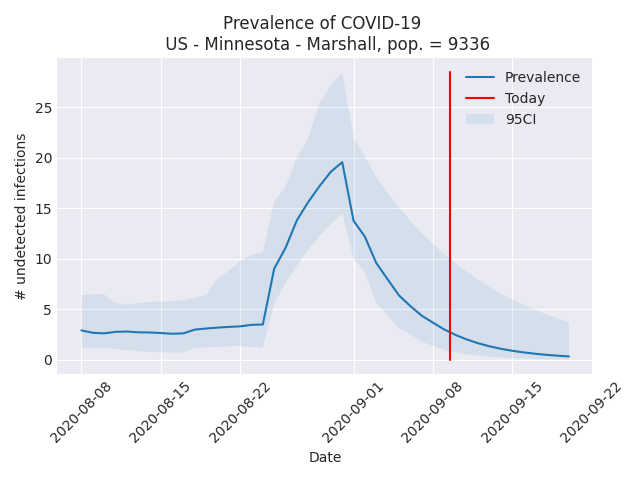 Prevalence of COVID-19
US - Minnesota - Marshall, pop. = 9336
Prevalence
Today
95CI
# undetected infections
25
20
15
10
5
0
2020-08-08
2020-08-15
2020-08-22
2020-09-01
2020-09-08
2020-09-15
2020-09-22
Date